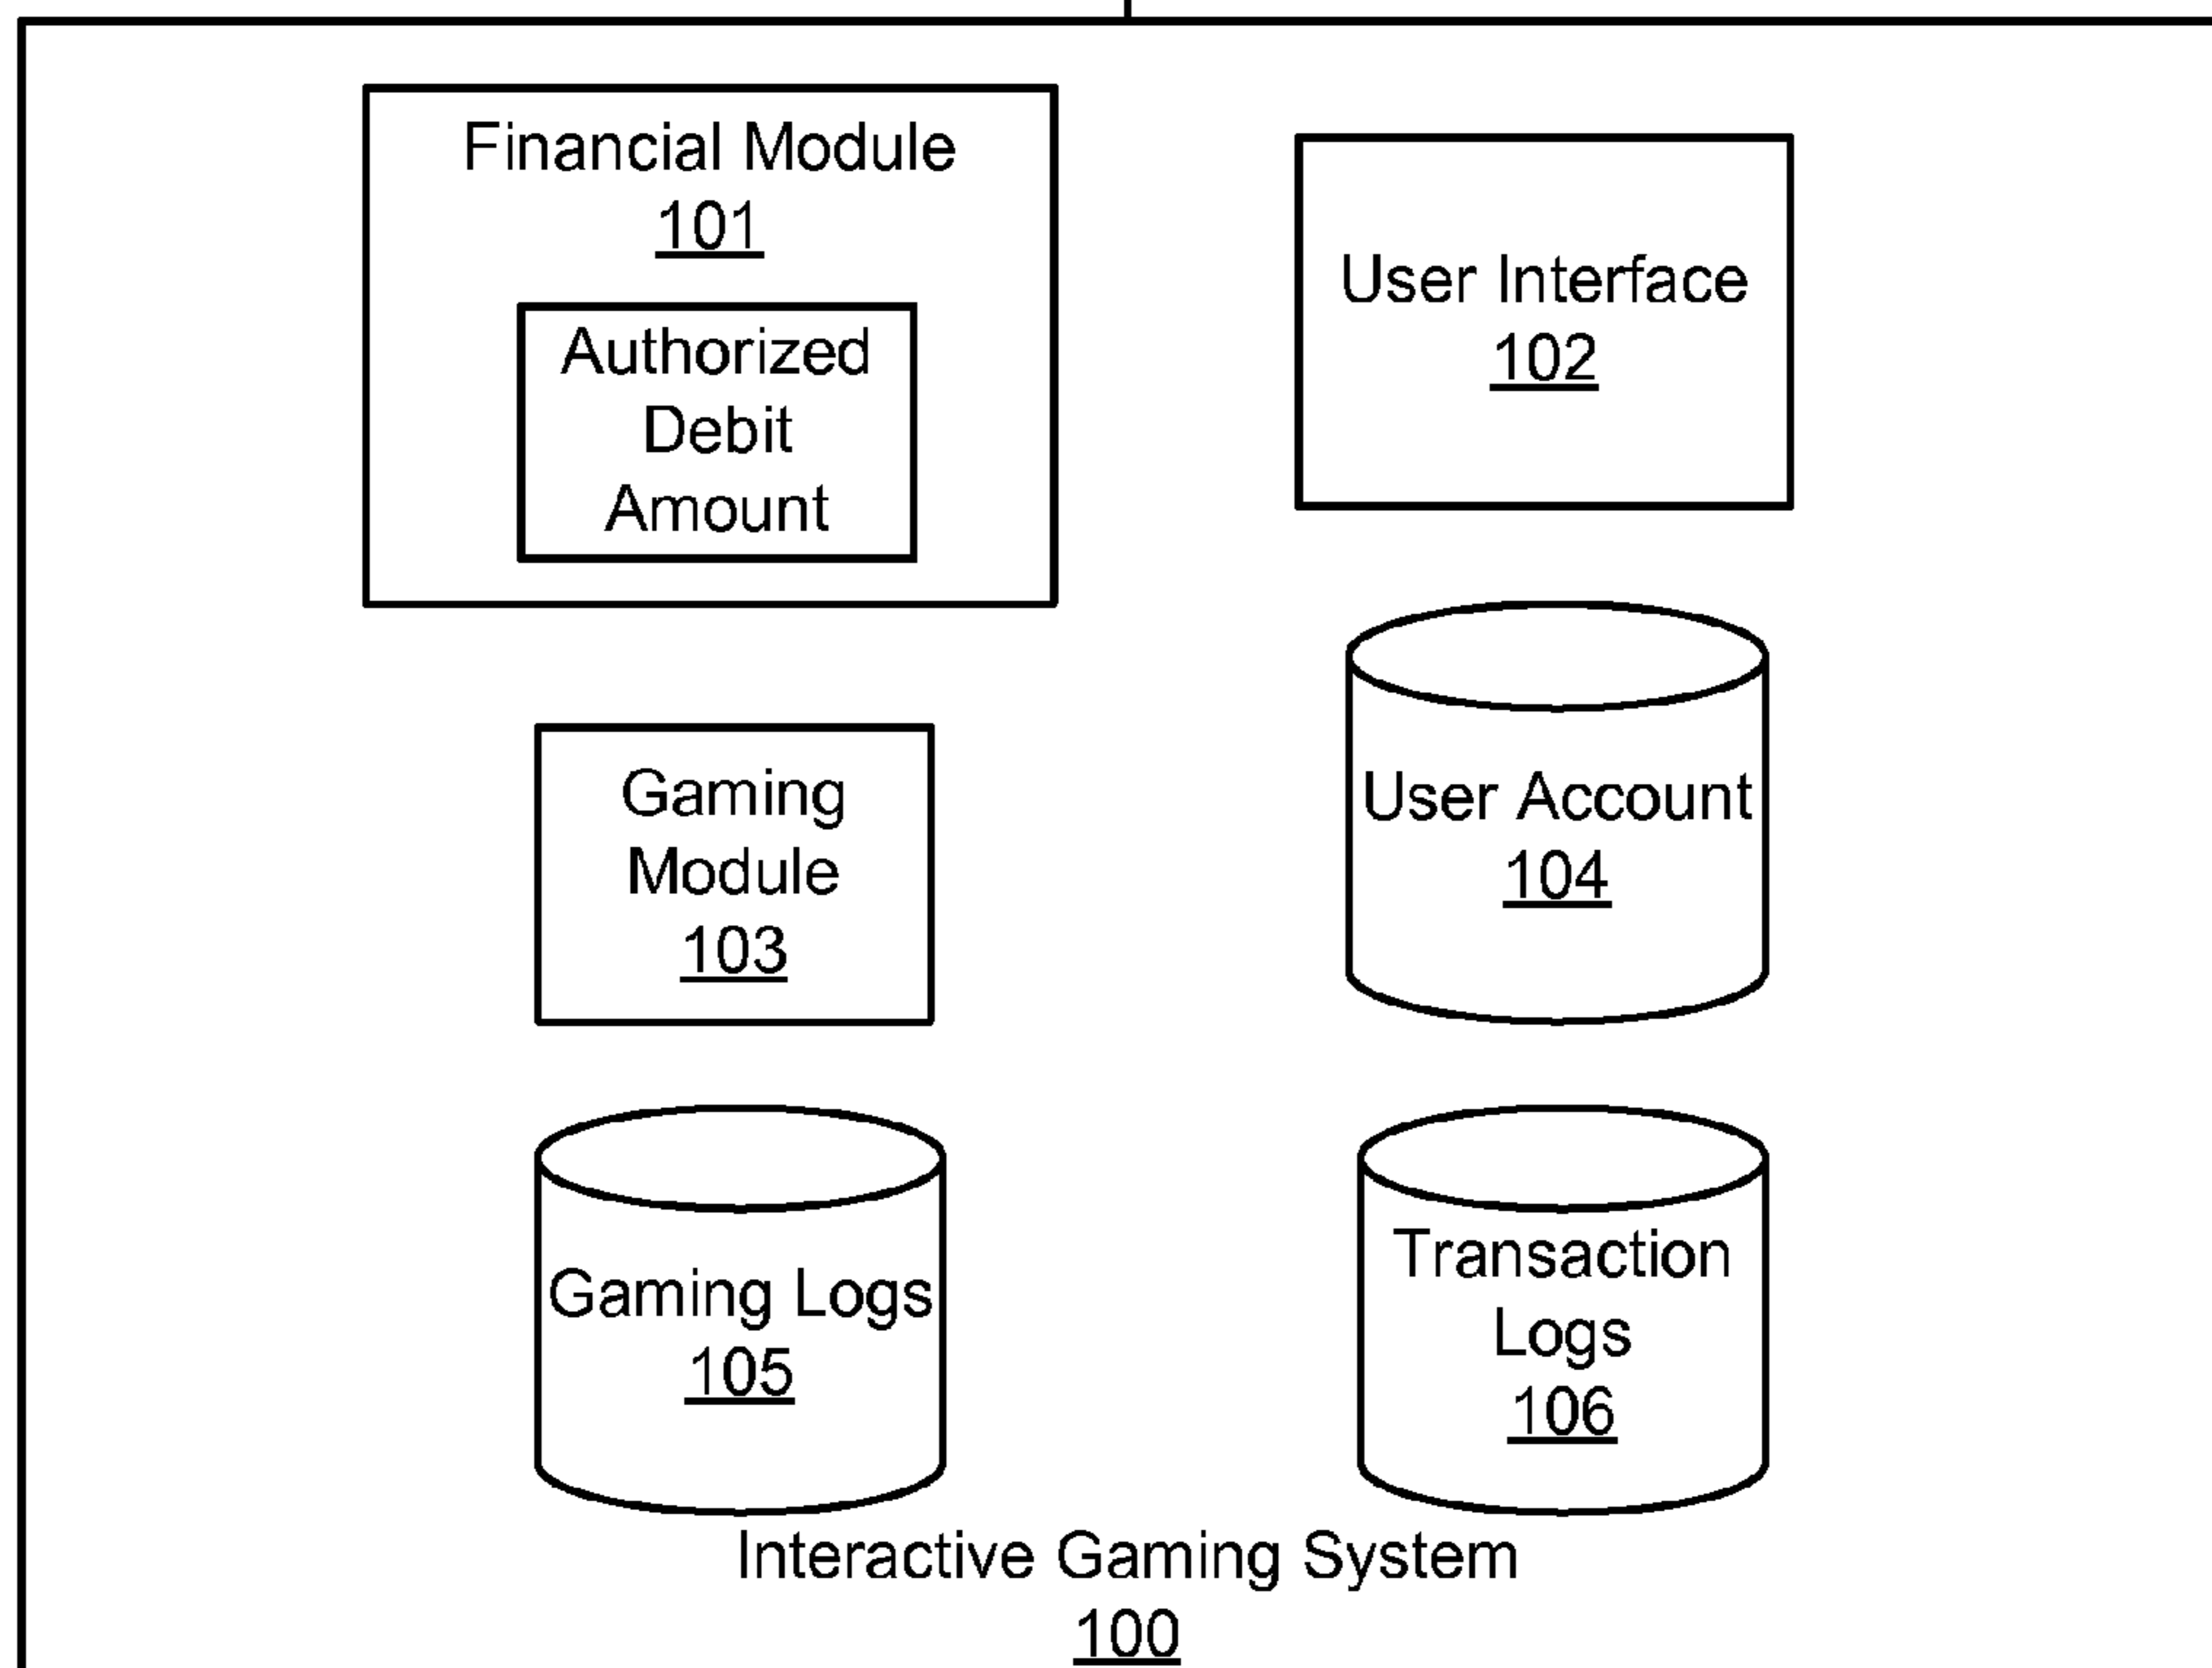 Financial Module
101
Authorized
Debit
Amount
User Interface
102
Gaming
Module
103
User Account
104
Gaming Logs
105
Transaction
Logs
106
Interactive Gaming System
100